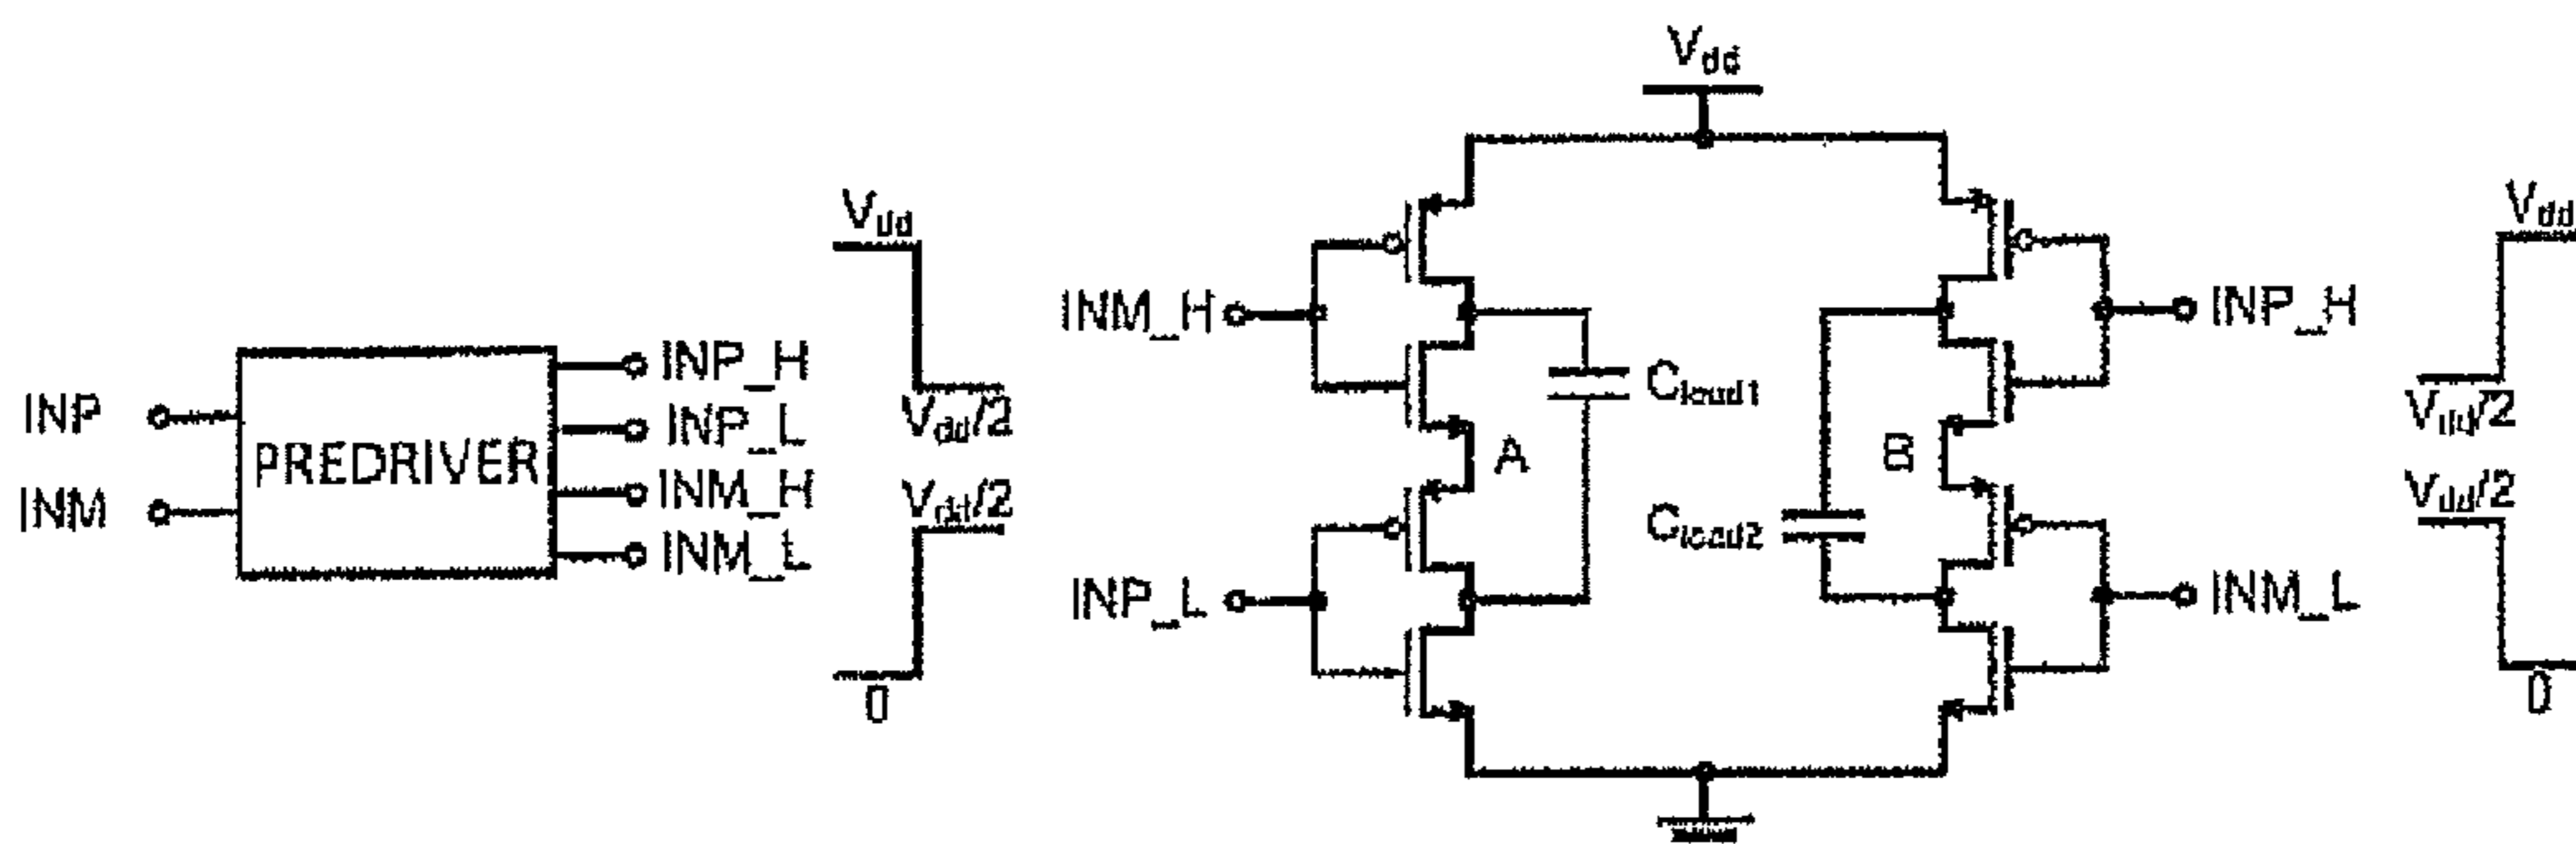 INP
INM
PREDRIVER
INP_H
INP_L
INM_H
INM_L
Vdd
Vdd/2
Vdd/2
0
Vdd
INM_H
INP_L
A
Cload1
Cload2
B
INP_H
INM_L
Vdd
Vdd/2
Vdd/2
0